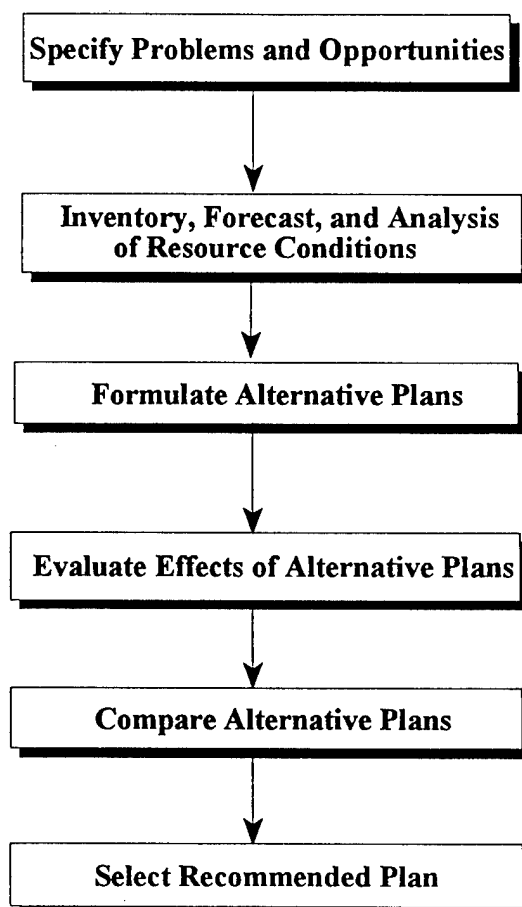 Specify Problems and Opportunities
Inventory, Forecast, and Analysis
of Resource Conditions
Formulate Alternative Plans
Evaluate Effects of Alternative Plans
Compare Alternative Plans
Select Recommended Plan